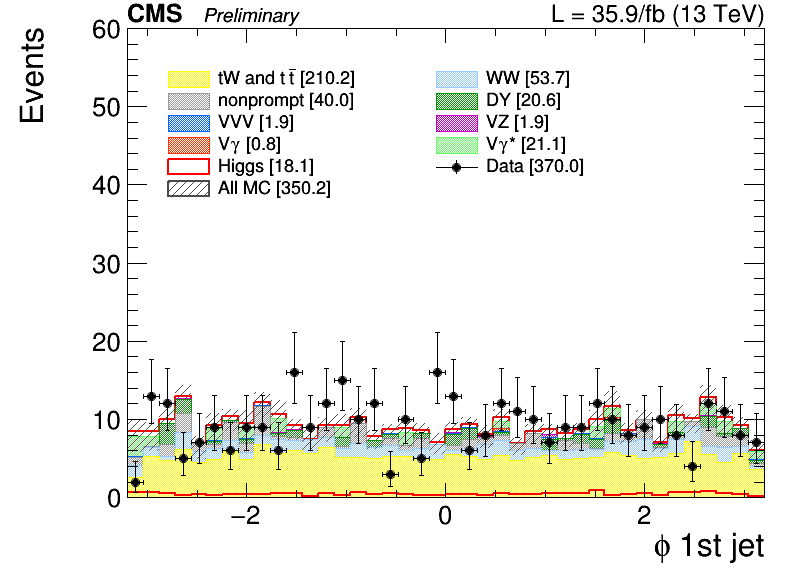 CMS Preliminary L = 35.9/fb (13 TeV)
Events
60
50
40
30
20
10
0
tW and t t̄ [210.2] WW [53.7]
nonprompt [40.0] DY [20.6]
VVV [1.9] VZ [1.9]
Vγ [0.8] Vγ* [21.1]
Higgs [18.1] Data [370.0]
All MC [350.2]
−2 0 2
ϕ 1st jet